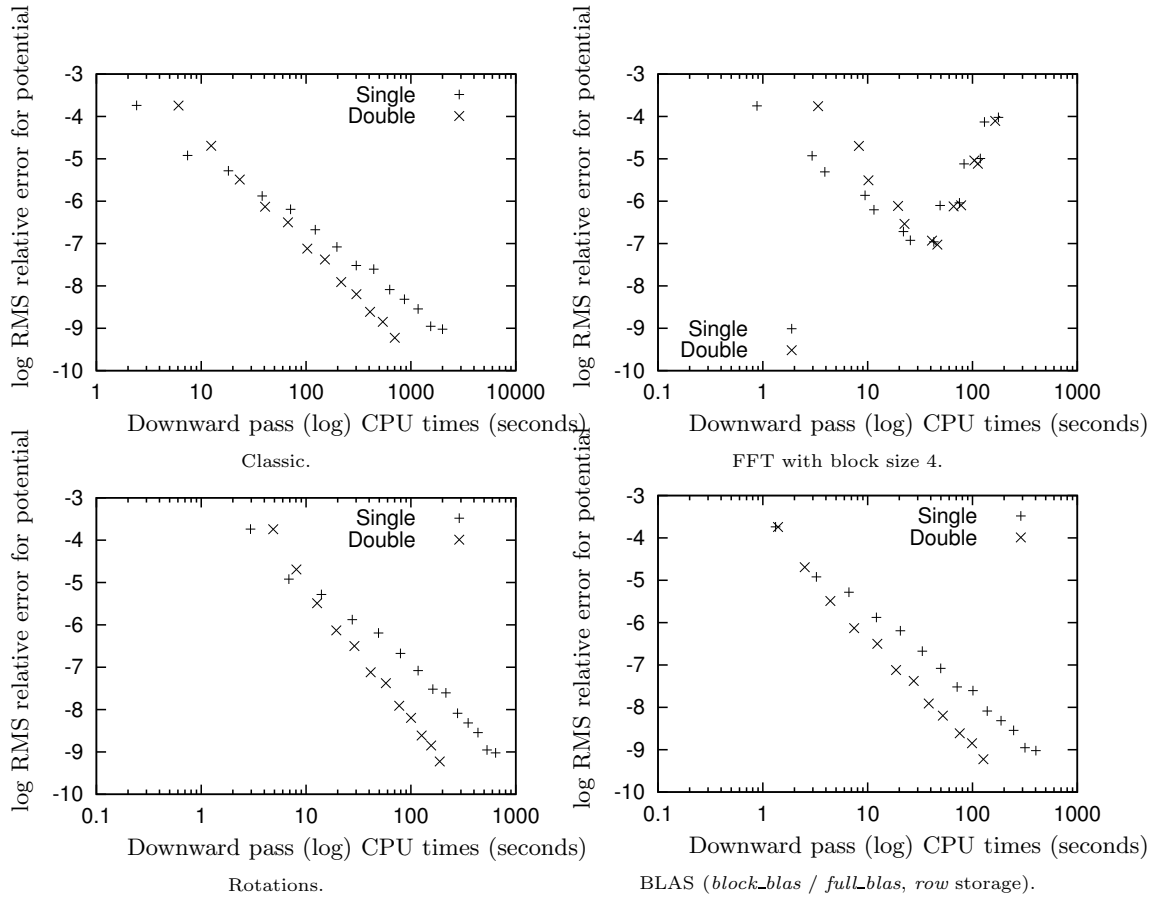 log RMS relative error for potential
-3
-4
-5
-6
-7
-8
-9
-10
1 10 100 1000 10000
Single
Double
Downward pass (log) CPU times (seconds)
Classic.
log RMS relative error for potential
-3
-4
-5
-6
-7
-8
-9
-10
0.1 1 10 100 1000
Single
Double
Downward pass (log) CPU times (seconds)
FFT with block size 4.
log RMS relative error for potential
-3
-4
-5
-6
-7
-8
-9
-10
0.1 1 10 100 1000
Single
Double
Downward pass (log) CPU times (seconds)
Rotations.
log RMS relative error for potential
-3
-4
-5
-6
-7
-8
-9
-10
0.1 1 10 100 1000
Single
Double
Downward pass (log) CPU times (seconds)
BLAS (block_blas / full_blas, row storage).